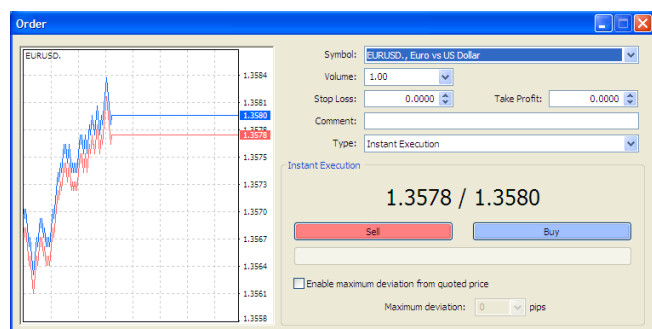 Order
EURUSD.
1.3584
1.3581
1.3580
1.3578
1.3578
1.3575
1.3573
1.3570
1.3567
1.3564
1.3561
1.3558
Symbol: EURUSD. , Euro vs US Dollar
Volume: 1.00
Stop Loss: 0.0000 Take Profit: 0.0000
Comment:
Type: Instant Execution
Instant Execution
1.3578 / 1.3580
Sell Buy
Enable maximum deviation from quoted price
Maximum deviation: 0 pips